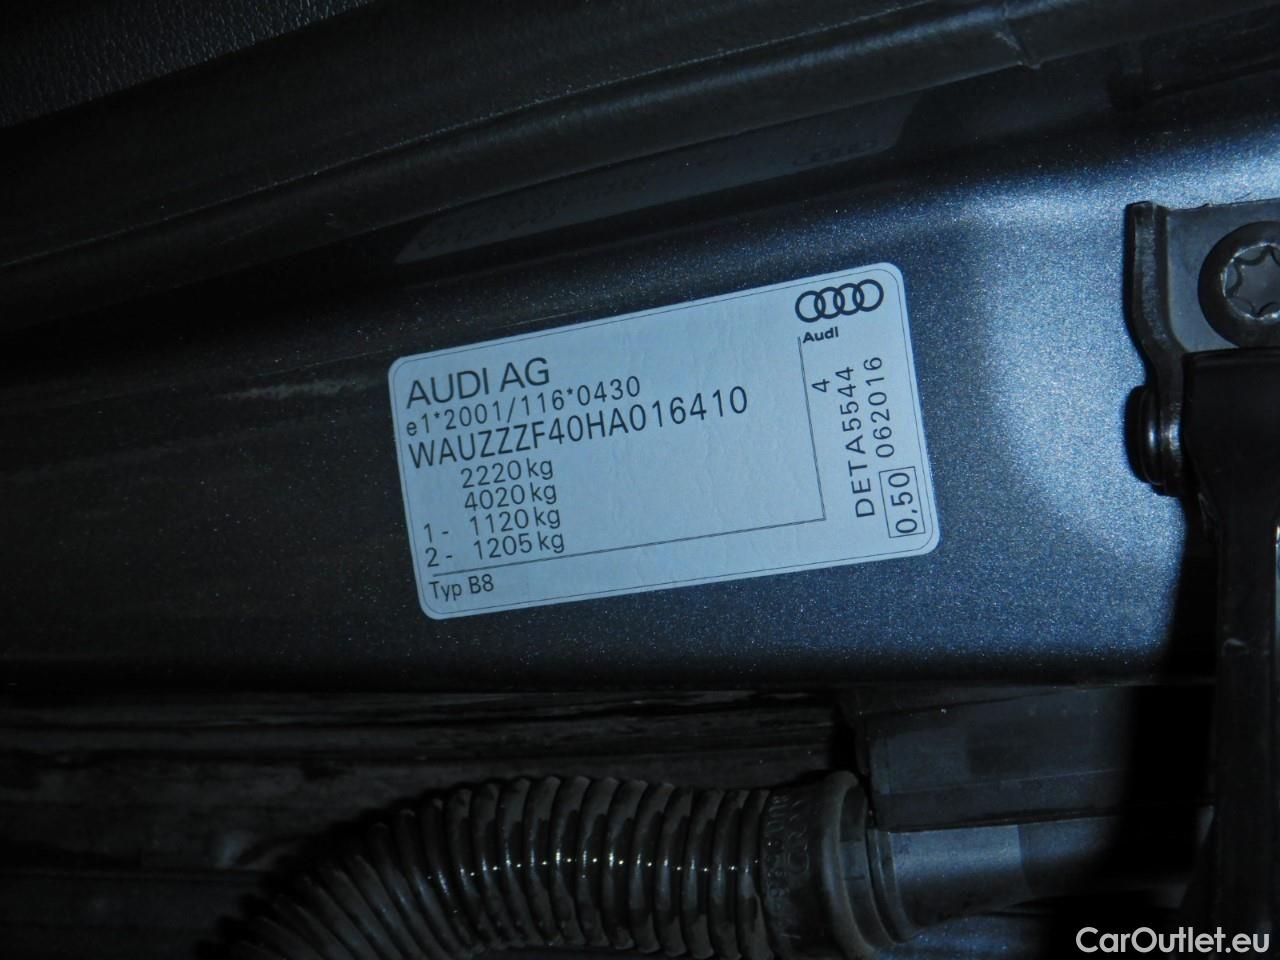 AUDI AG
e1*2001/116*0430
WAUZZZF40HA016410
2220 kg
4020 kg
1 - 1120 kg
2 - 1205 kg
Typ B8
Audi
4
DETA5544
062016
0,50
CarOutlet.eu